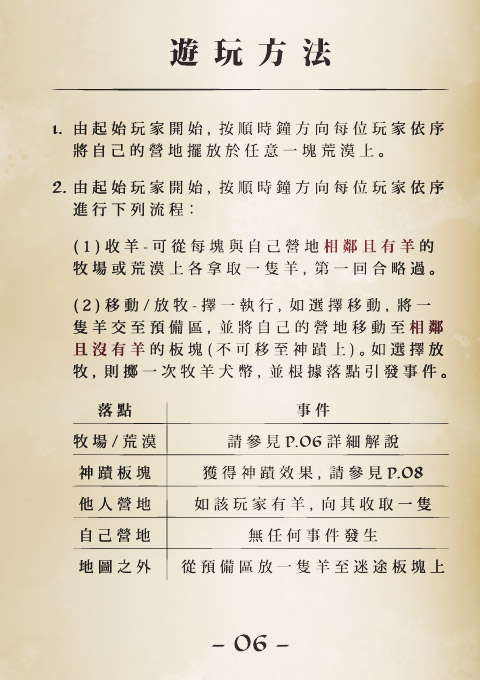 遊玩方法
1. 由起始玩家開始，按順時鐘方向每位玩家依序
將自己的營地擺放於任意一塊荒漠上。
2. 由起始玩家開始，按順時鐘方向每位玩家依序
進行下列流程：
(1)收羊-可從每塊與自己營地相鄰且有羊的
牧場或荒漠上各拿取一隻羊，第一回合略過。
(2)移動/放牧-擇一執行，如選擇移動，將一
隻羊交至預備區，並將自己的營地移動至相鄰
且沒有羊的板塊(不可移至神蹟上)。如選擇放
牧，則擲一次牧羊犬幣，並根據落點引發事件。
落點 事件
牧場/荒漠 請參見P.06詳細解說
神蹟板塊 獲得神蹟效果，請參見P.08
他人營地 如該玩家有羊，向其收取一隻
自己營地 無任何事件發生
地圖之外 從預備區放一隻羊至迷途板塊上
- 06 -